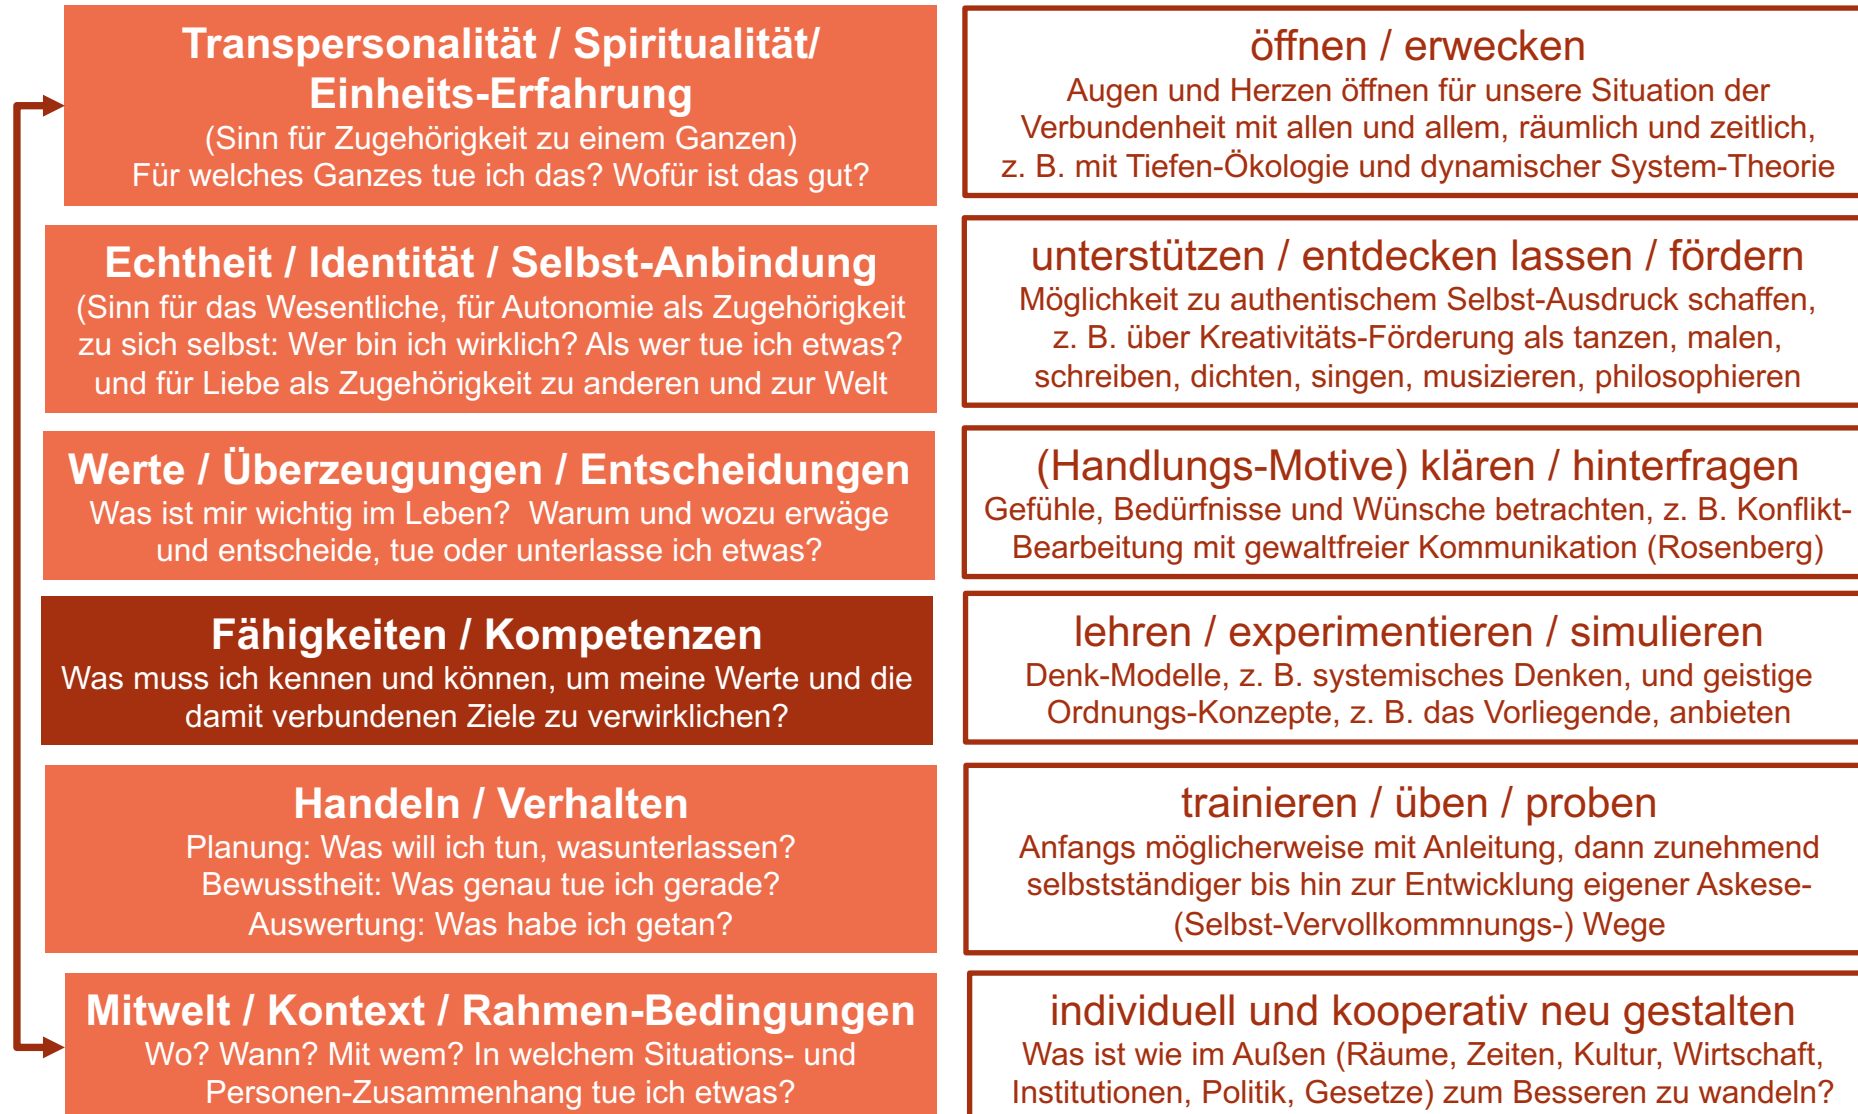 Transpersonalität / Spiritualität/
Einheits-Erfahrung
(Sinn für Zugehörigkeit zu einem Ganzen)
Für welches Ganzes tue ich das? Wofür ist das gut?
öffnen / erwecken
Augen und Herzen öffnen für unsere Situation der
Verbundenheit mit allen und allem, räumlich und zeitlich,
z. B. mit Tiefen-Ökologie und dynamischer System-Theorie
Echtheit / Identität / Selbst-Anbindung
(Sinn für das Wesentliche, für Autonomie als Zugehörigkeit
zu sich selbst: Wer bin ich wirklich? Als wer tue ich etwas?
und für Liebe als Zugehörigkeit zu anderen und zur Welt
unterstützen / entdecken lassen / fördern
Möglichkeit zu authentischem Selbst-Ausdruck schaffen,
z. B. über Kreativitäts-Förderung als tanzen, malen,
schreiben, dichten, singen, musizieren, philosophieren
Werte / Überzeugungen / Entscheidungen
Was ist mir wichtig im Leben? Warum und wozu erwäge
und entscheide, tue oder unterlasse ich etwas?
(Handlungs-Motive) klären / hinterfragen
Gefühle, Bedürfnisse und Wünsche betrachten, z. B. Konflikt-
Bearbeitung mit gewaltfreier Kommunikation (Rosenberg)
Fähigkeiten / Kompetenzen
Was muss ich kennen und können, um meine Werte und die
damit verbundenen Ziele zu verwirklichen?
lehren / experimentieren / simulieren
Denk-Modelle, z. B. systemisches Denken, und geistige
Ordnungs-Konzepte, z. B. das Vorliegende, anbieten
Handeln / Verhalten
Planung: Was will ich tun, wasunterlassen?
Bewusstheit: Was genau tue ich gerade?
Auswertung: Was habe ich getan?
trainieren / üben / proben
Anfangs möglicherweise mit Anleitung, dann zunehmend
selbstständiger bis hin zur Entwicklung eigener Askese-
(Selbst-Vervollkommnungs-) Wege
Mitwelt / Kontext / Rahmen-Bedingungen
Wo? Wann? Mit wem? In welchem Situations- und
Personen-Zusammenhang tue ich etwas?
individuell und kooperativ neu gestalten
Was ist wie im Außen (Räume, Zeiten, Kultur, Wirtschaft,
Institutionen, Politik, Gesetze) zum Besseren zu wandeln?